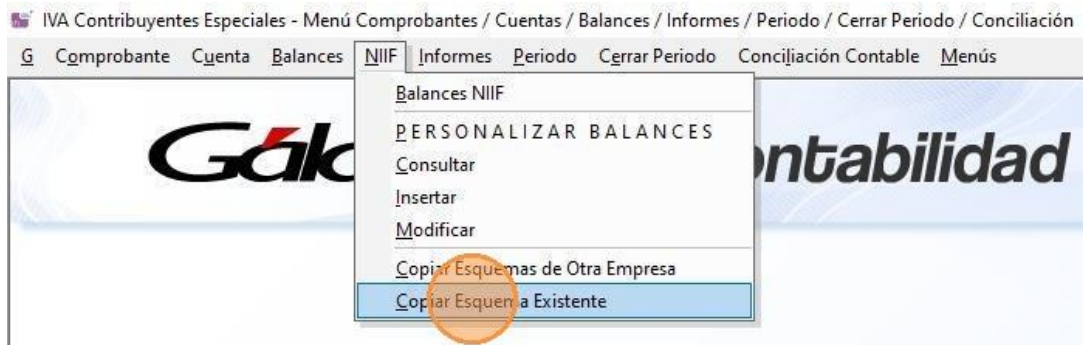 IVA Contribuyentes Especiales - Menú Comprobantes / Cuentas / Balances / Informes / Periodo / Cerrar Periodo / Conciliación
G Comprobante Cuenta Balances NIIF Informes Periodo Cerrar Periodo Conciliación Contable Menús
Balances NIIF
PERSONALIZAR BALANCES
Consultar
Insertar
Modificar
Copiar Esquemas de Otra Empresa
Copiar Esquema Existente